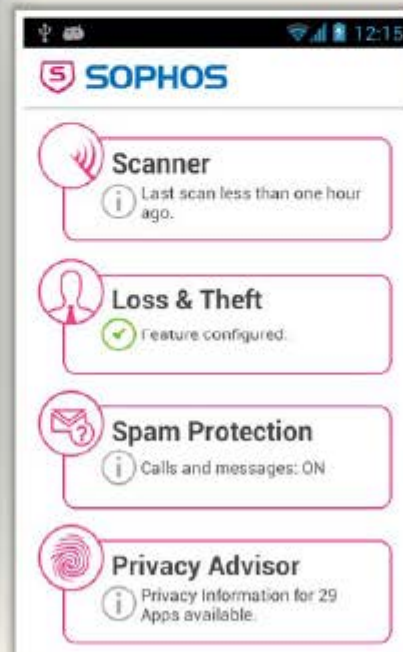 12:15
SOPHOS
Scanner
Last scan less than one hour
ago.
Loss & Theft
Feature configured.
Spam Protection
Calls and messages: ON
Privacy Advisor
Privacy Information for 29
Apps available.